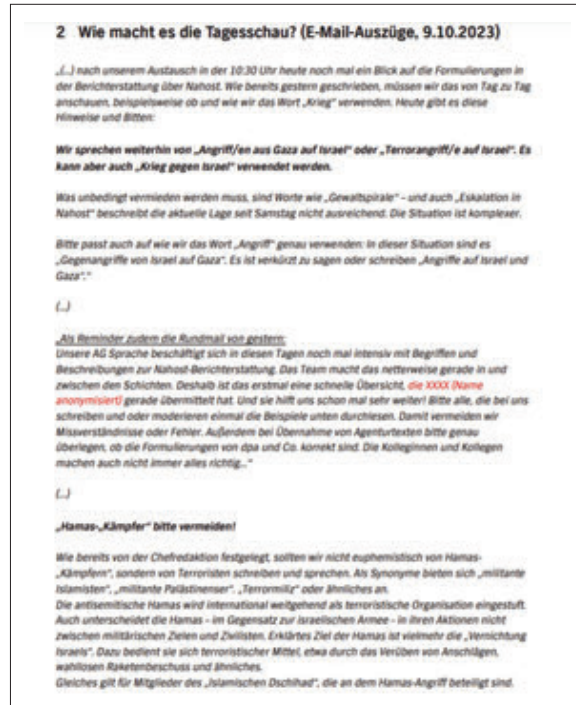 2 Wie macht es die Tagesschau? (E-Mail-Auszüge, 9.10.2023)
„(...) nach unserem Austausch in der 10:30 Uhr heute noch mal ein Blick auf die Formulierungen in
der Berichterstattung über Nahost. Wie bereits gestern geschrieben, müssen wir das von Tag zu Tag
anschauen, beispielsweise ob und wie wir das Wort „Krieg“ verwenden. Heute gibt es diese
Hinweise und Bitten:
Wir sprechen weiterhin von „Angriff/en aus Gaza auf Israel“ oder „Terrorangriff/e auf Israel“. Es
kann aber auch „Krieg gegen Israel“ verwendet werden.
Was unbedingt vermieden werden muss, sind Worte wie „Gewaltspirale“ – und auch „Eskalation in
Nahost“ beschreibt die aktuelle Lage seit Samstag nicht ausreichend. Die Situation ist komplexer.
Bitte passt auch auf wie wir das Wort „Angriff“ genau verwenden: In dieser Situation sind es
„Gegenangriffe von Israel auf Gaza“. Es ist verkürzt zu sagen oder schreiben „Angriffe auf Israel und
Gaza“.“
(...)
„Als Reminder zudem die Rundmail von gestern:
Unsere AG Sprache beschäftigt sich in diesen Tagen noch mal intensiv mit Begriffen und
Beschreibungen zur Nahost-Berichterstattung. Das Team macht das netterweise gerade in und
zwischen den Schichten. Deshalb ist das erstmal eine schnelle Übersicht, die XXXX (Name
anonymisiert) gerade übermittelt hat. Und sie hilft uns schon mal sehr weiter! Bitte alle, die bei uns
schreiben und oder moderieren einmal die Beispiele unten durchlesen. Damit vermeiden wir
Missverständnisse oder Fehler. Außerdem bei Übernahme von Agenturtexten bitte genau
überlegen, ob die Formulierungen von dpa und Co. korrekt sind. Die Kolleginnen und Kollegen
machen auch nicht immer alles richtig...“
(...)
„Hamas-„Kämpfer“ bitte vermeiden!
Wie bereits von der Chefredaktion festgelegt, sollten wir nicht euphemistisch von Hamas-
„Kämpfern“, sondern von Terroristen schreiben und sprechen. Als Synonyme bieten sich „militante
Islamisten“, „militante Palästinenser“, „Terrormiliz“ oder ähnliches an.
Die antisemitische Hamas wird international weitgehend als terroristische Organisation eingestuft.
Auch unterscheidet die Hamas - im Gegensatz zur israelischen Armee - in ihren Aktionen nicht
zwischen militärischen Zielen und Zivilisten. Erklärtes Ziel der Hamas ist vielmehr die „Vernichtung
Israels“. Dazu bedient sie sich terroristischer Mittel, etwa durch das Verüben von Anschlägen,
wahllosen Raketenbeschuss und ähnliches.
Gleiches gilt für Mitglieder des „Islamischen Dschihad“, die an dem Hamas-Angriff beteiligt sind.